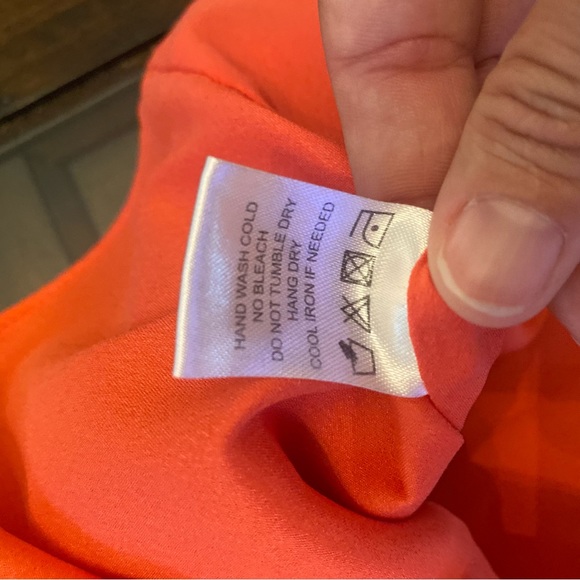 HAND WASH COLD
NO BLEACH
DO NOT TUMBLE DRY
HANG DRY
COOL IRON IF NEEDED